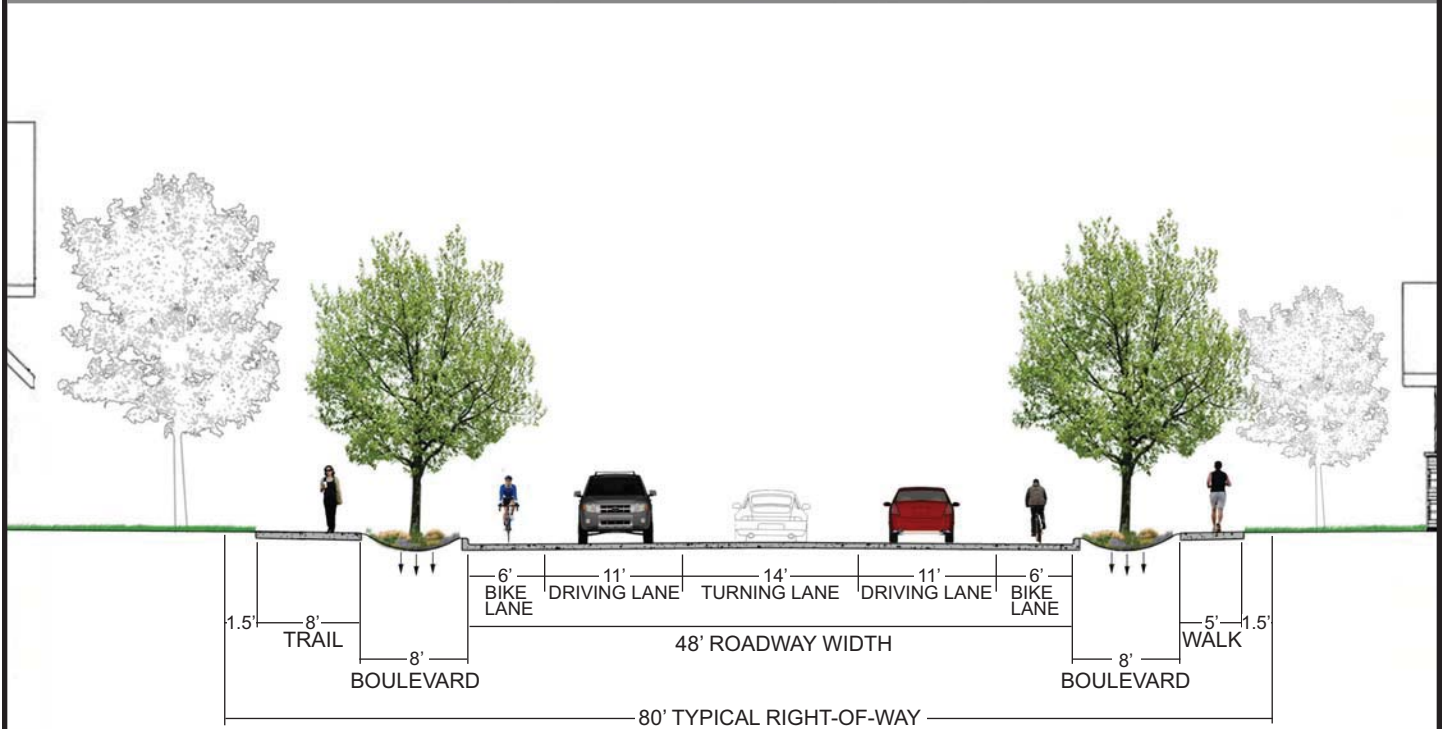 6’ 11’ 14’ 11’ 6’
BIKE LANE DRIVING LANE TURNING LANE DRIVING LANE BIKE LANE
1.5’ 8’ 5’ 1.5’
TRAIL 48’ ROADWAY WIDTH WALK
8’ 8’
BOULEVARD BOULEVARD
80’ TYPICAL RIGHT-OF-WAY